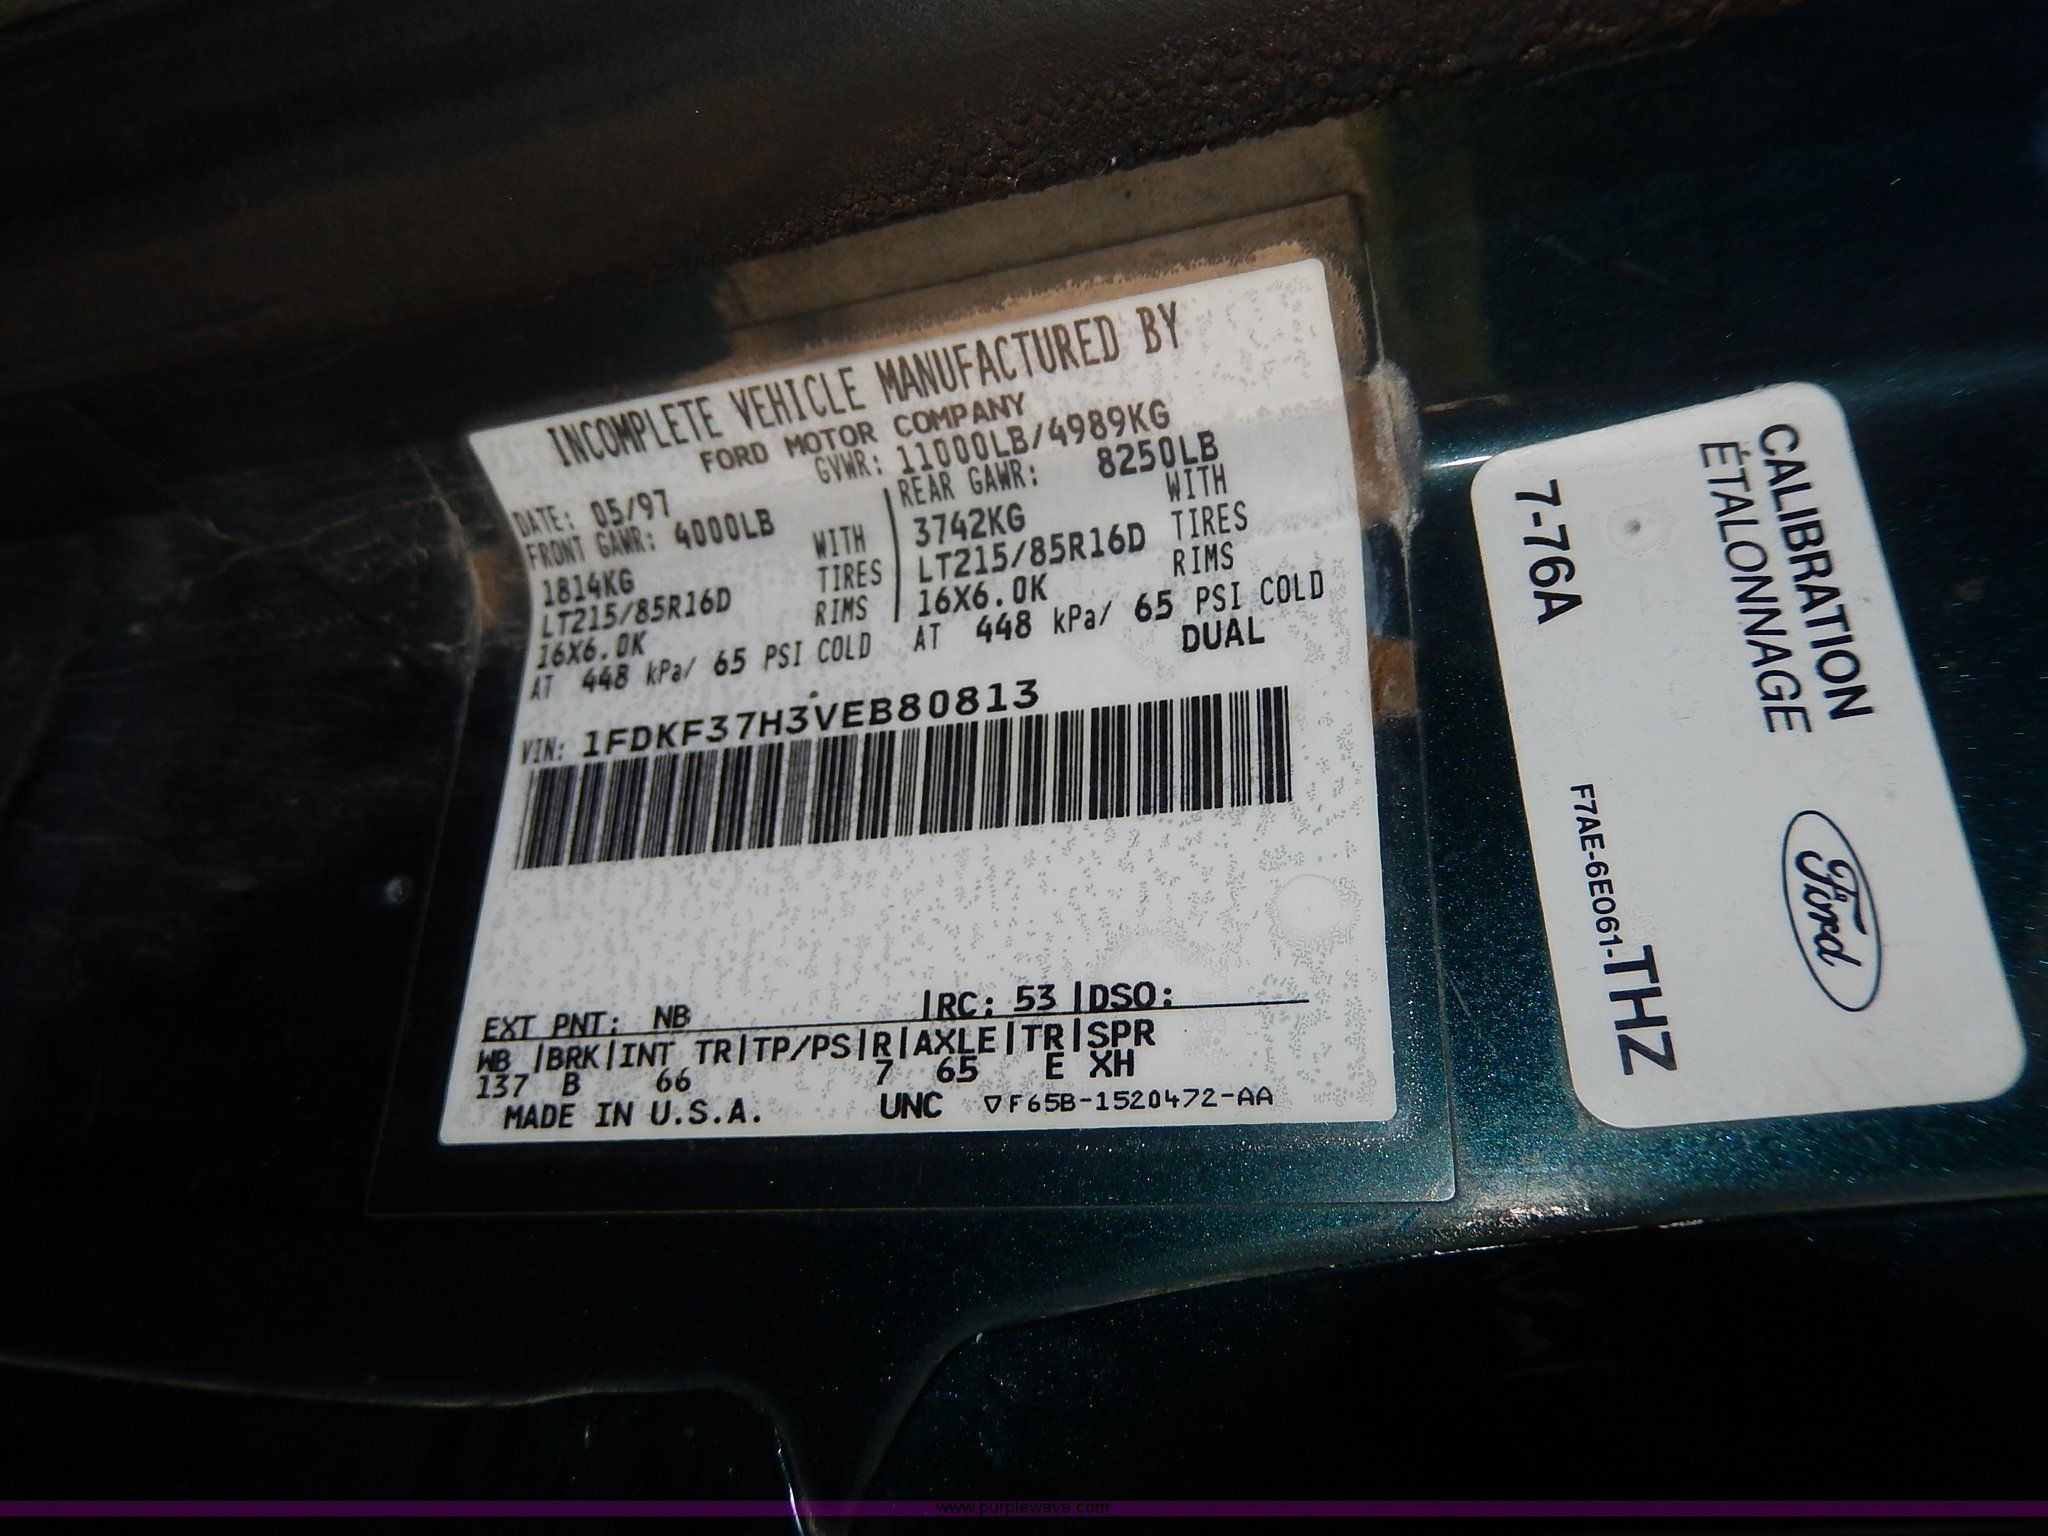 INCOMPLETE VEHICLE MANUFACTURED BY
FORD MOTOR COMPANY
GVWR: 11000LB/4989KG
DATE: 05/97
FRONT GAWR: 4000LB
1814KG WITH
LT215/85R16D TIRES
16X6.0K RIMS
AT 448 kPa/ 65 PSI COLD
REAR GAWR: 8250LB
3742KG WITH
LT215/85R16D TIRES
16X6.0K RIMS
AT 448 kPa/ 65 PSI COLD
DUAL
VIN: 1FDKF37H3VEB80813
EXT PNT: NB |RC: 53 |DSO:
WB |BRK|INT TR|TP/PS|R|AXLE|TR|SPR
137 B 66 7 65 E XH
MADE IN U.S.A. UNC ▽F65B-1520472-AA
CALIBRATION
ÉTALONNAGE
7-76A
Ford
F7AE-6E061-THZ
www.purplewave.com